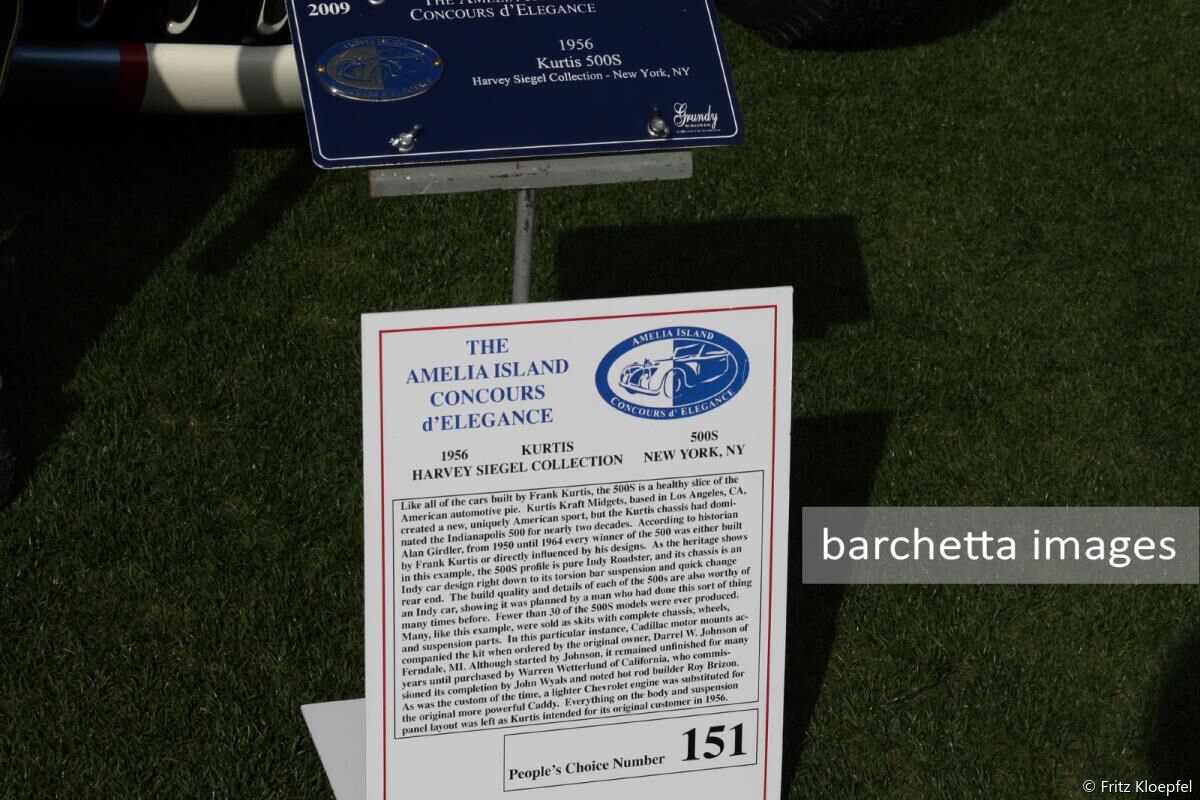 2009
THE AMELIA ISLAND
CONCOURS d'ELEGANCE
1956
Kurtis 500S
Harvey Siegel Collection - New York, NY
Grundy
THE
AMELIA ISLAND
CONCOURS
d'ELEGANCE
AMELIA ISLAND
CONCOURS d' ELEGANCE
1956 KURTIS 500S
HARVEY SIEGEL COLLECTION NEW YORK, NY
Like all of the cars built by Frank Kurtis, the 500S is a healthy slice of the
American automotive pie. Kurtis Kraft Midgets, based in Los Angeles, CA,
created a new, uniquely American sport, but the Kurtis chassis had domi-
nated the Indianapolis 500 for nearly two decades. According to historian
Alan Girdler, from 1950 until 1964 every winner of the 500 was either built
by Frank Kurtis or directly influenced by his designs. As the heritage shows
in this example, the 500S profile is pure Indy Roadster, and its chassis is an
Indy car design right down to its torsion bar suspension and quick change
rear end. The build quality and details of each of the 500s are also worthy of
an Indy car, showing it was planned by a man who had done this sort of thing
many times before. Fewer than 30 of the 500S models were ever produced.
Many, like this example, were sold as skits with complete chassis, wheels,
and suspension parts. In this particular instance, Cadillac motor mounts ac-
companied the kit when ordered by the original owner, Darrel W. Johnson of
Ferndale, MI. Although started by Johnson, it remained unfinished for many
years until purchased by Warren Wetterlund of California, who commis-
sioned its completion by John Wyals and noted hot rod builder Roy Brizon.
As was the custom of the time, a lighter Chevrolet engine was substituted for
the original more powerful Caddy. Everything on the body and suspension
panel layout was left as Kurtis intended for its original customer in 1956.
People's Choice Number 151
barchetta images
© Fritz Kloepfel